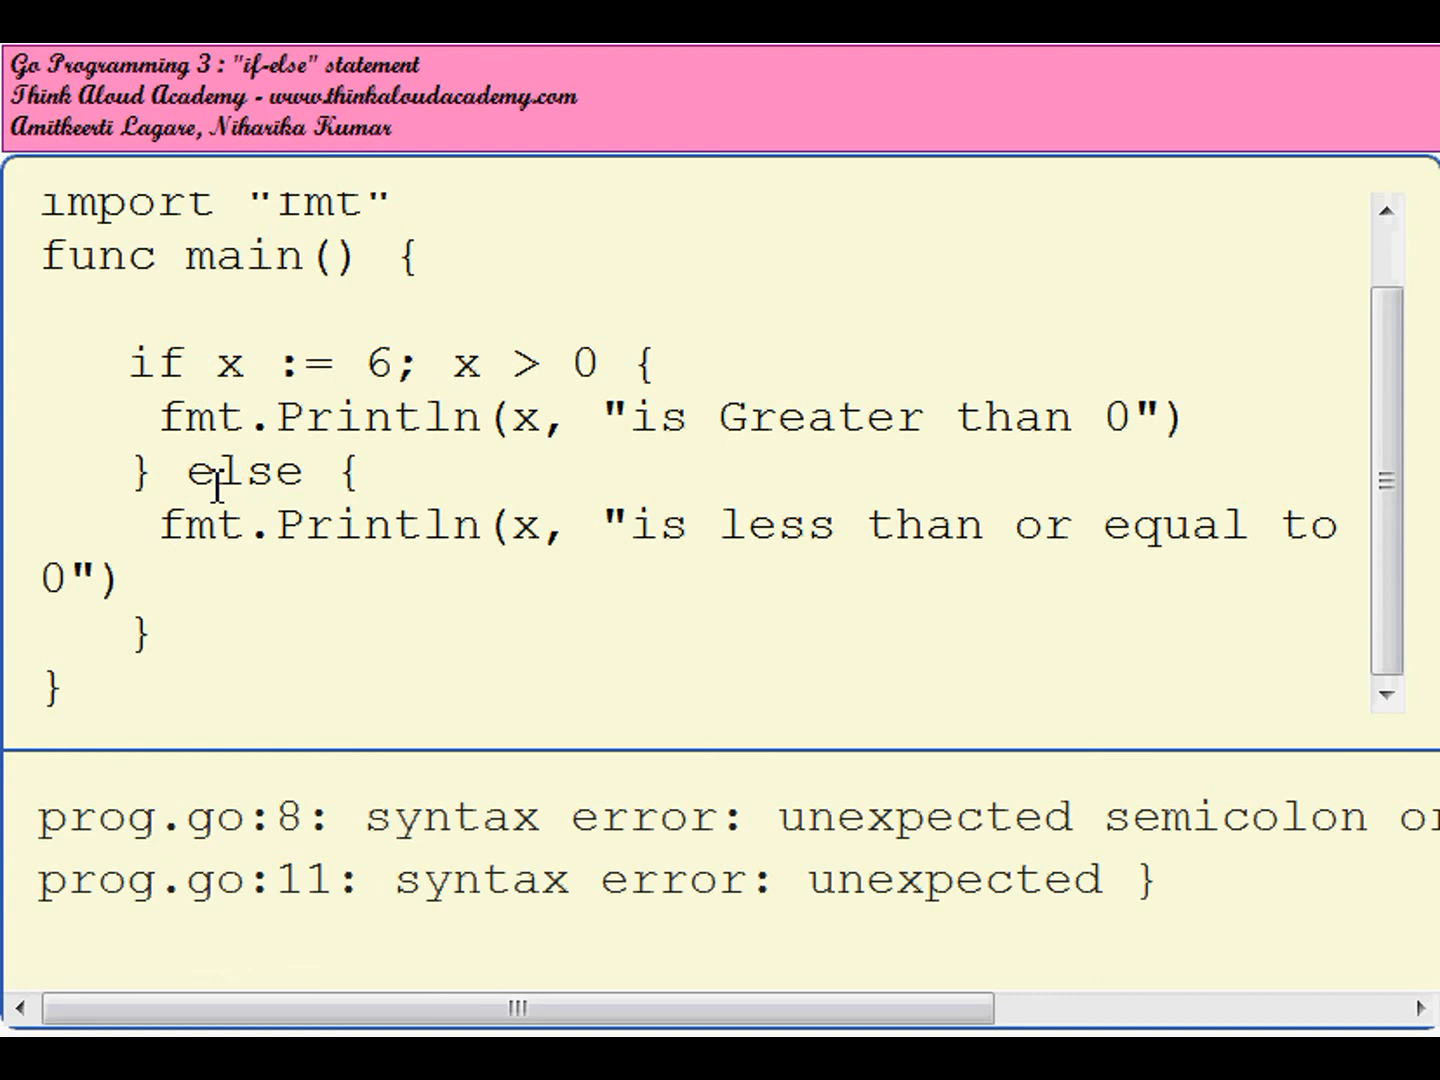 Go Programming 3 : "if-else" statement
Think Aloud Academy - www.thinkaloudacademy.com
Amitkeerti Lagare, Niharika Kumar
import "fmt"
func main() {
if x := 6; x > 0 {
fmt.Println(x, "is Greater than 0")
} else {
fmt.Println(x, "is less than or equal to
0")
}
}
prog.go:8: syntax error: unexpected semicolon or
prog.go:11: syntax error: unexpected }